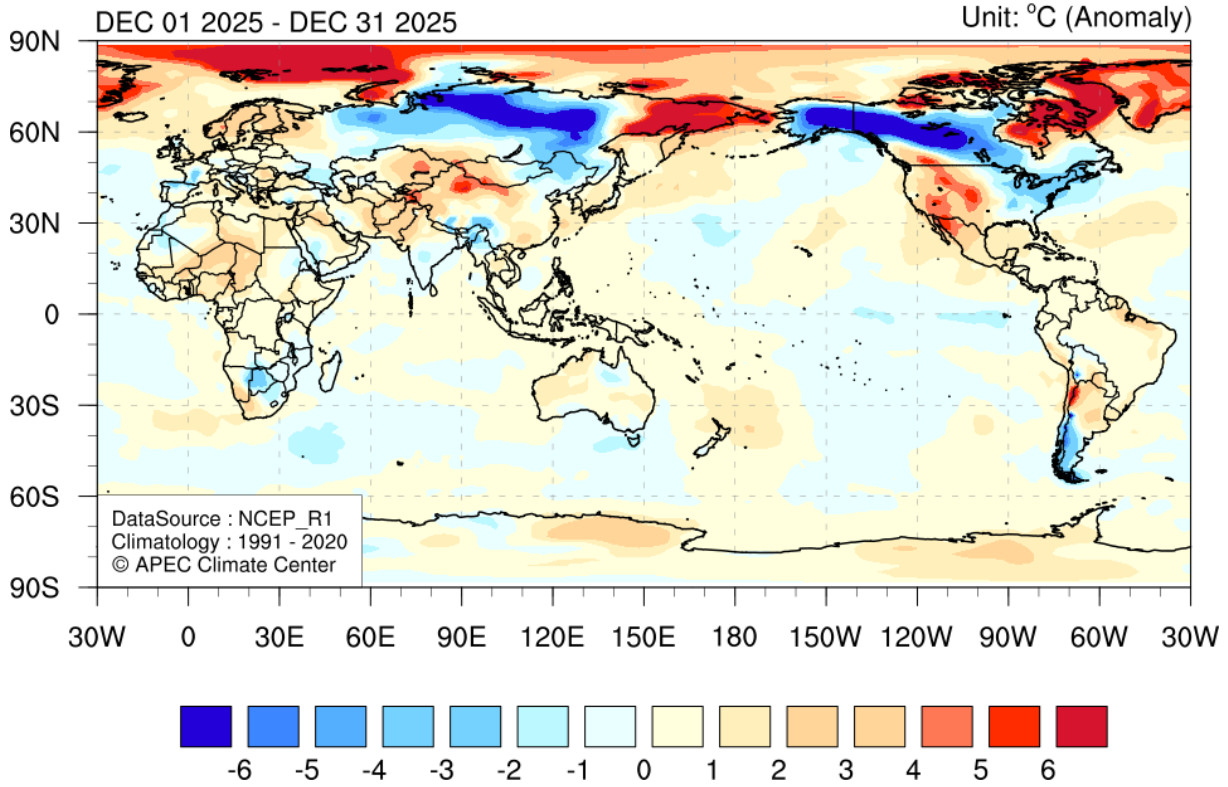 DEC 01 2025 - DEC 31 2025
Unit: °C (Anomaly)
90N
60N
30N
0
30S
60S
90S
DataSource : NCEP_R1
Climatology : 1991 - 2020
© APEC Climate Center
30W 0 30E 60E 90E 120E 150E 180 150W 120W 90W 60W 30W
-6 -5 -4 -3 -2 -1 0 1 2 3 4 5 6